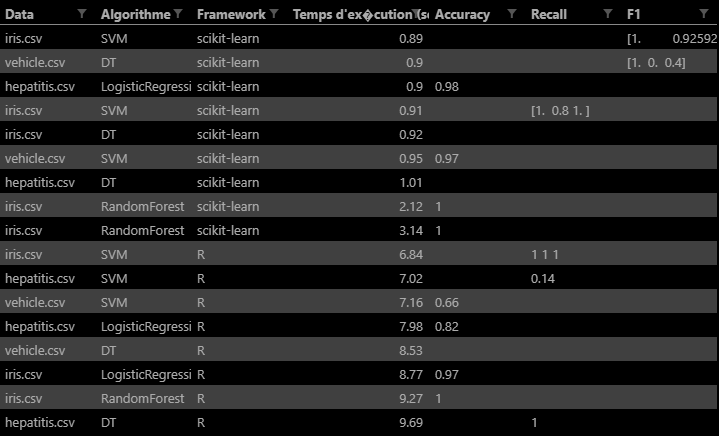 Data Algorithme Framework Temps d'ex�cution (se Accuracy Recall F1
iris.csv SVM scikit-learn 0.89 [1. 0.92592
vehicle.csv DT scikit-learn 0.9 [1. 0. 0.4]
hepatitis.csv LogisticRegressi scikit-learn 0.9 0.98
iris.csv SVM scikit-learn 0.91 [1. 0.8 1. ]
iris.csv DT scikit-learn 0.92
vehicle.csv SVM scikit-learn 0.95 0.97
hepatitis.csv DT scikit-learn 1.01
iris.csv RandomForest scikit-learn 2.12 1
iris.csv RandomForest scikit-learn 3.14 1
iris.csv SVM R 6.84 1 1 1
hepatitis.csv SVM R 7.02 0.14
vehicle.csv SVM R 7.16 0.66
hepatitis.csv LogisticRegressi R 7.98 0.82
vehicle.csv DT R 8.53
iris.csv LogisticRegressi R 8.77 0.97
iris.csv RandomForest R 9.27 1
hepatitis.csv DT R 9.69 1